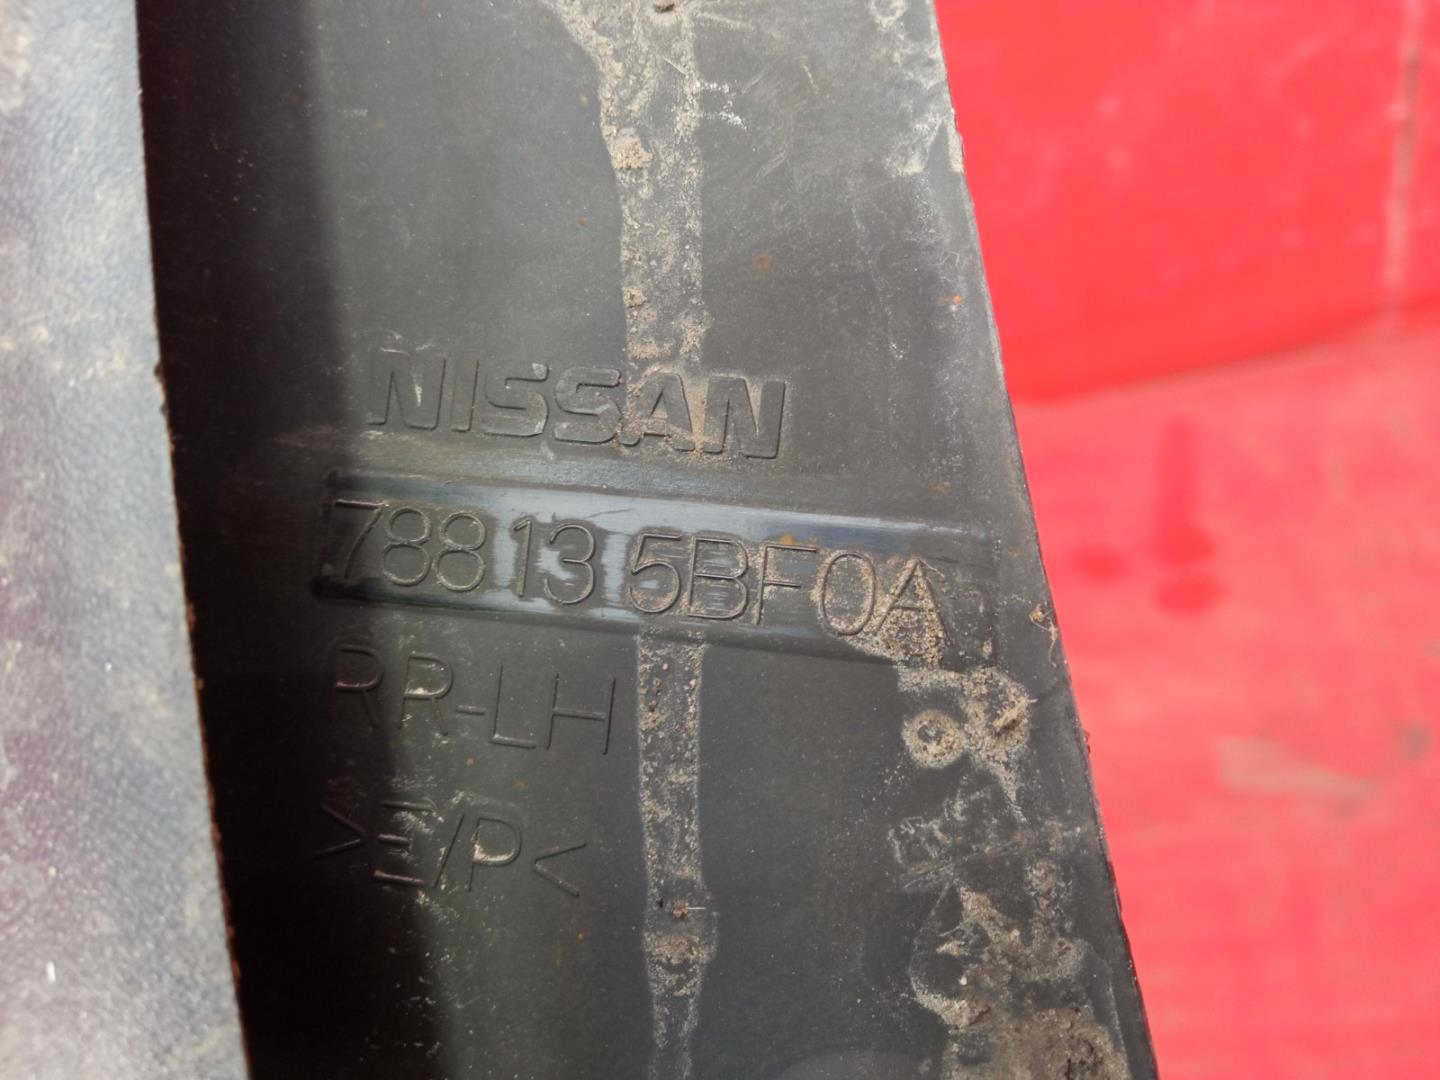 NISSAN
78813 5BF0A
RR-LH
>E/P<